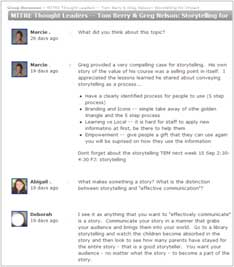 Group Discussion > MITRE Thought Leaders -- Tom Berry & Greg Nelson: Storytelling for Impact
MITRE Thought Leaders -- Tom Berry & Greg Nelson: Storytelling for
Marcie .
26 days ago
What did you think about this topic?
Marcie .
19 days ago
Greg provided a very compelling case for storytelling. His own
story of the value of his course was a selling point in itself. I
appreciated the lessons learned he shared about conveying
storytelling as a process ...
Have a clearly identified process for people to use (5 step
process)
Branding and Icons -- simple take away of the golden
triangle and the 5 step process
Learning vs Local -- it is hard for staff to apply new
information at first, be there to help them
Empowerment -- give people a gift that they can use again
you will be suprised on how they use the information
Dont forget about the storytelling TEM next week 15 Sep 2:30-
4:30 PJ: Storytelling
Abigail .
19 days ago
What makes something a story? What is the distinction
between storytelling and "effective communication"?
Deborah
19 days ago
I see it as anything that you want to "effectively communicate"
is a story. Communicate your story in a manner that grabs
your audience and brings them into your world. Go to a library
storytelling and watch the children become absorbed in the
story and then look to see how many parents have stayed for
the entire story - that is a good storyteller. You want your
audience - no matter what the story - to become a part of the
story.